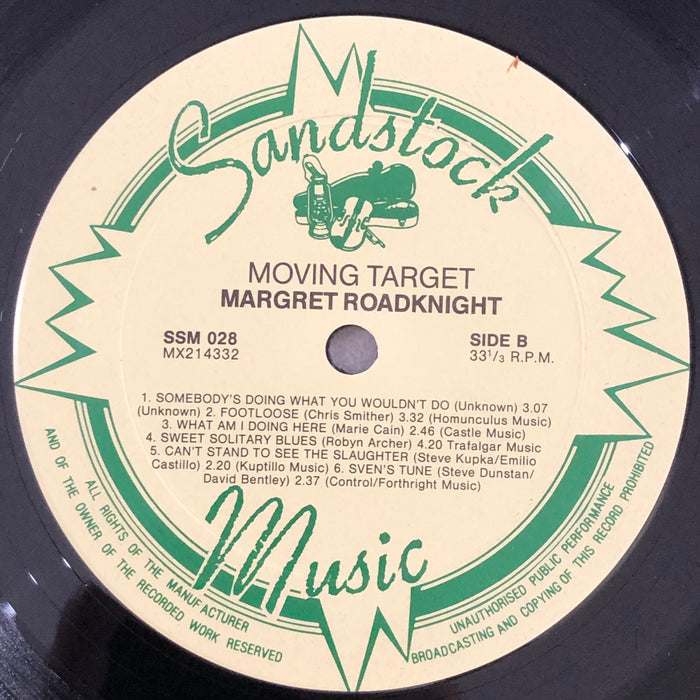 Sandstock
MOVING TARGET
MARGRET ROADKNIGHT
SSM 028
MX214332
SIDE B
33 1/3 R.P.M.
1. SOMEBODY'S DOING WHAT YOU WOULDN'T DO (Unknown) 3.07
(Unknown) 2. FOOTLOOSE (Chris Smither) 3.32 (Homunculus Music)
3. WHAT AM I DOING HERE (Marie Cain) 2.46 (Castle Music)
4. SWEET SOLITARY BLUES (Robyn Archer) 4.20 Trafalgar Music
5. CAN'T STAND TO SEE THE SLAUGHTER (Steve Kupka/Emilio
Castillo) 2.20 (Kuptillo Music) 6. SVEN'S TUNE (Steve Dunstan/
David Bentley) 2.37 (Control/Forthright Music)
Music
ALL RIGHTS OF THE MANUFACTURER
AND OF THE OWNER OF THE RECORDED WORK RESERVED
UNAUTHORISED PUBLIC PERFORMANCE
BROADCASTING AND COPYING OF THIS RECORD PROHIBITED